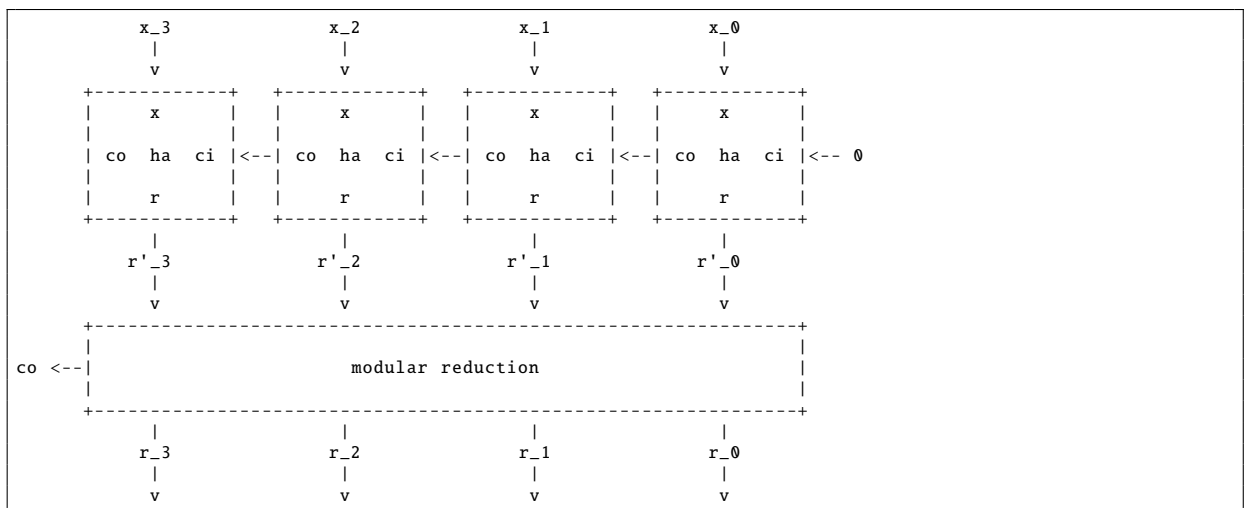 x_3 x_2 x_1 x_0
| | | |
v v v v
+------------+ +------------+ +------------+ +------------+
| x | | x | | x | | x |
| | | | | | | |
| co ha ci |<--| co ha ci |<--| co ha ci |<--| co ha ci |<-- 0
| | | | | | | |
| r | | r | | r | | r |
+------------+ +------------+ +------------+ +------------+
| | | |
r'_3 r'_2 r'_1 r'_0
| | | |
v v v v
+---------------------------------------------------------------+
| |
co <--| modular reduction |
| |
+---------------------------------------------------------------+
| | | |
r_3 r_2 r_1 r_0
| | | |
v v v v